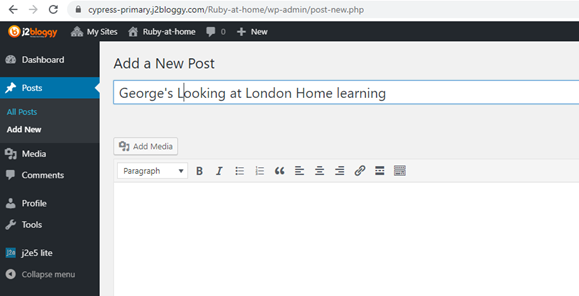 cypress-primary.j2bloggy.com/Ruby-at-home/wp-admin/post-new.php
j2bloggy My Sites Ruby-at-home 0 New
Dashboard
Posts
All Posts
Add New
Media
Comments
Profile
Tools
j2e5 lite
Collapse menu
Add a New Post
George's Looking at London Home learning
Add Media
Paragraph B I